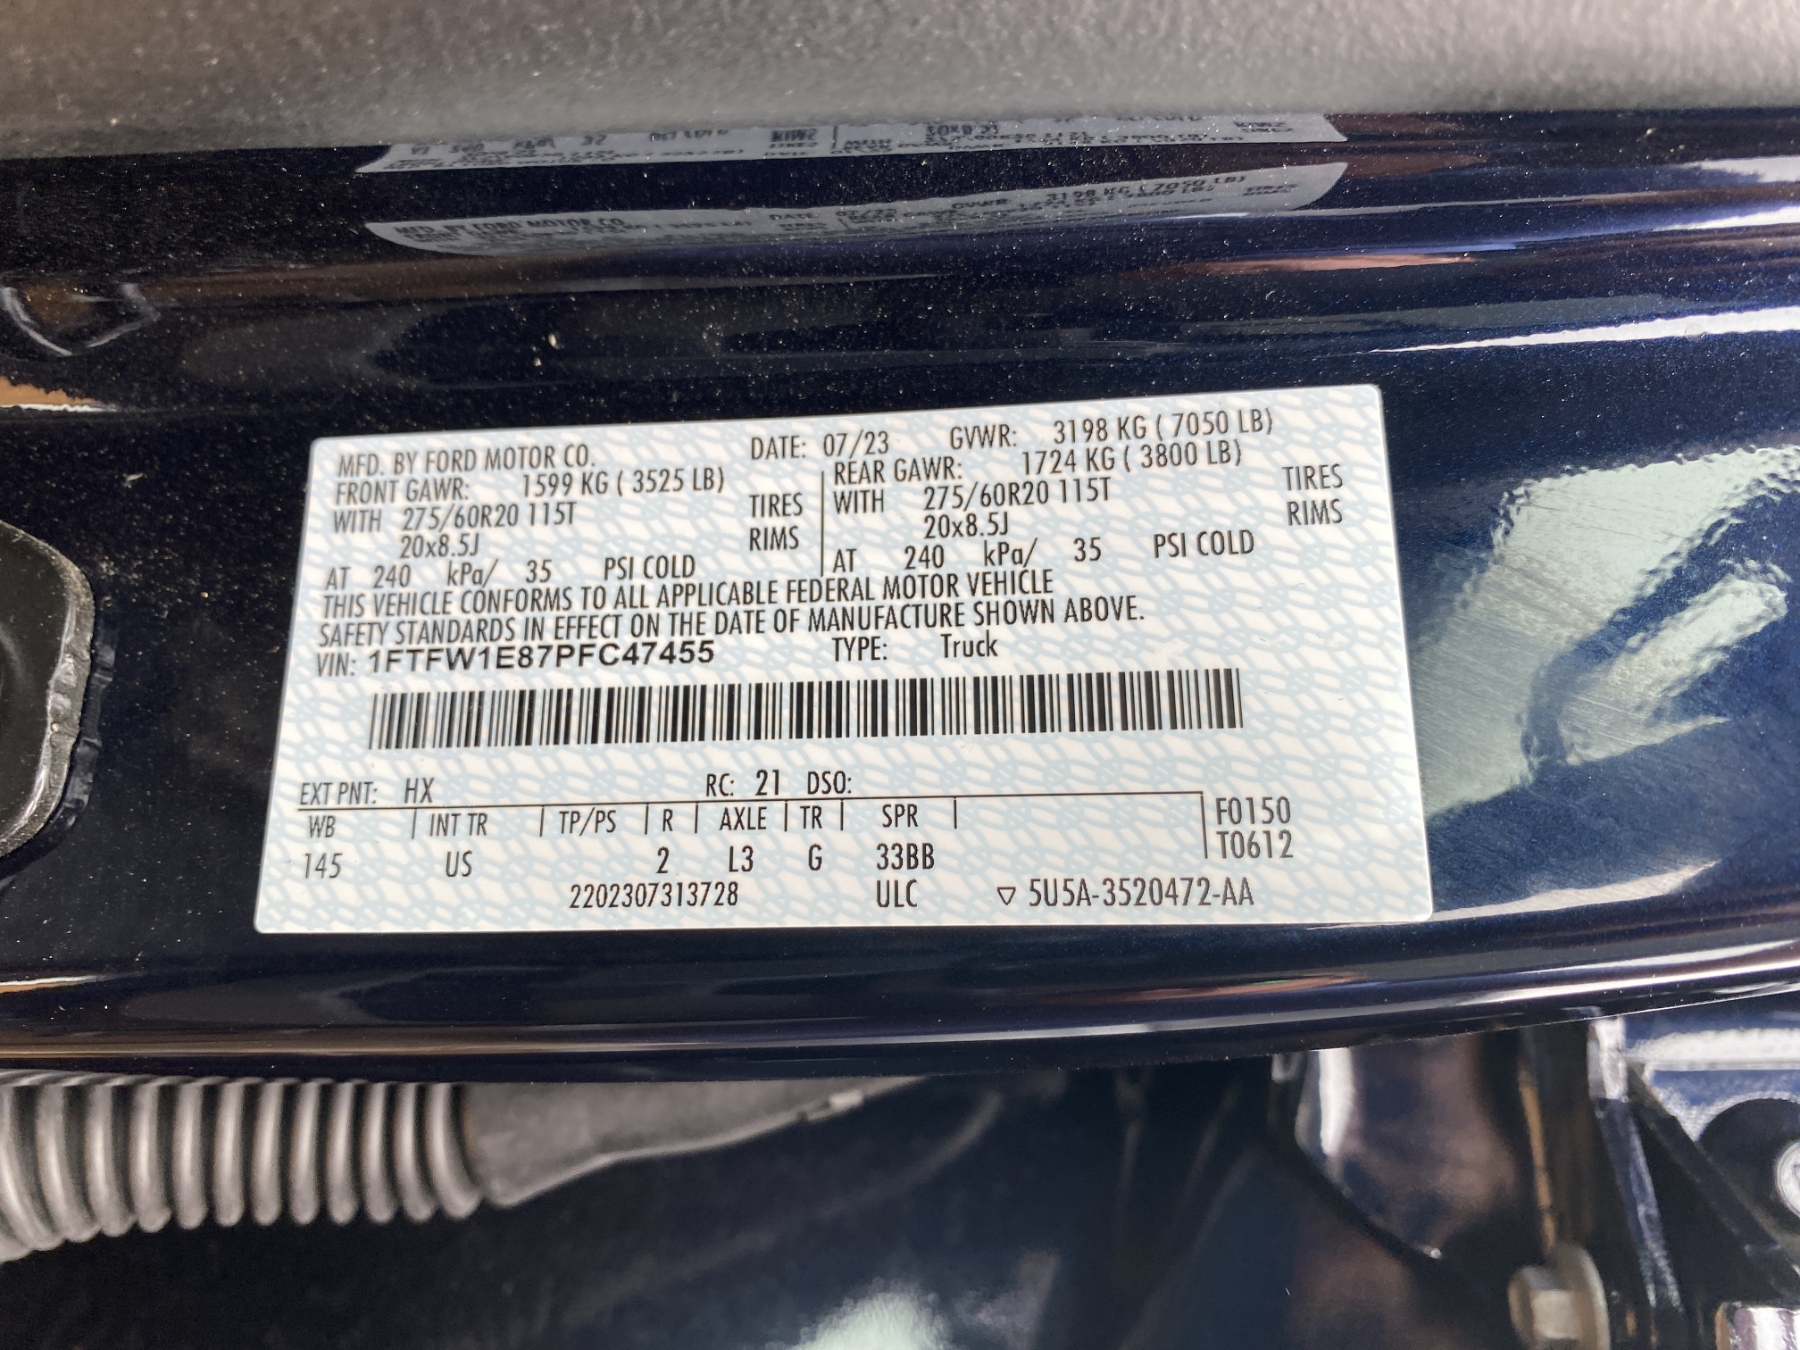 MFD. BY FORD MOTOR CO. DATE: 07/23 GVWR: 3198 KG ( 7050 LB)
FRONT GAWR: 1599 KG ( 3525 LB) REAR GAWR: 1724 KG ( 3800 LB)
WITH 275/60R20 115T TIRES WITH 275/60R20 115T TIRES
20x8.5J RIMS 20x8.5J RIMS
AT 240 kPa/ 35 PSI COLD AT 240 kPa/ 35 PSI COLD
THIS VEHICLE CONFORMS TO ALL APPLICABLE FEDERAL MOTOR VEHICLE
SAFETY STANDARDS IN EFFECT ON THE DATE OF MANUFACTURE SHOWN ABOVE.
VIN: 1FTFW1E87PFC47455 TYPE: Truck
EXT PNT: HX RC: 21 DSO:
WB | INT TR | TP/PS | R | AXLE | TR | SPR | F0150
145 US 2 L3 G 33BB T0612
2202307313728 ULC ▽ 5U5A-3520472-AA